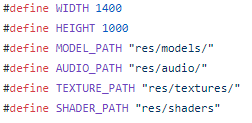 #define WIDTH 1400
#define HEIGHT 1000
#define MODEL_PATH "res/models/"
#define AUDIO_PATH "res/audio/"
#define TEXTURE_PATH "res/textures/"
#define SHADER_PATH "res/shaders"